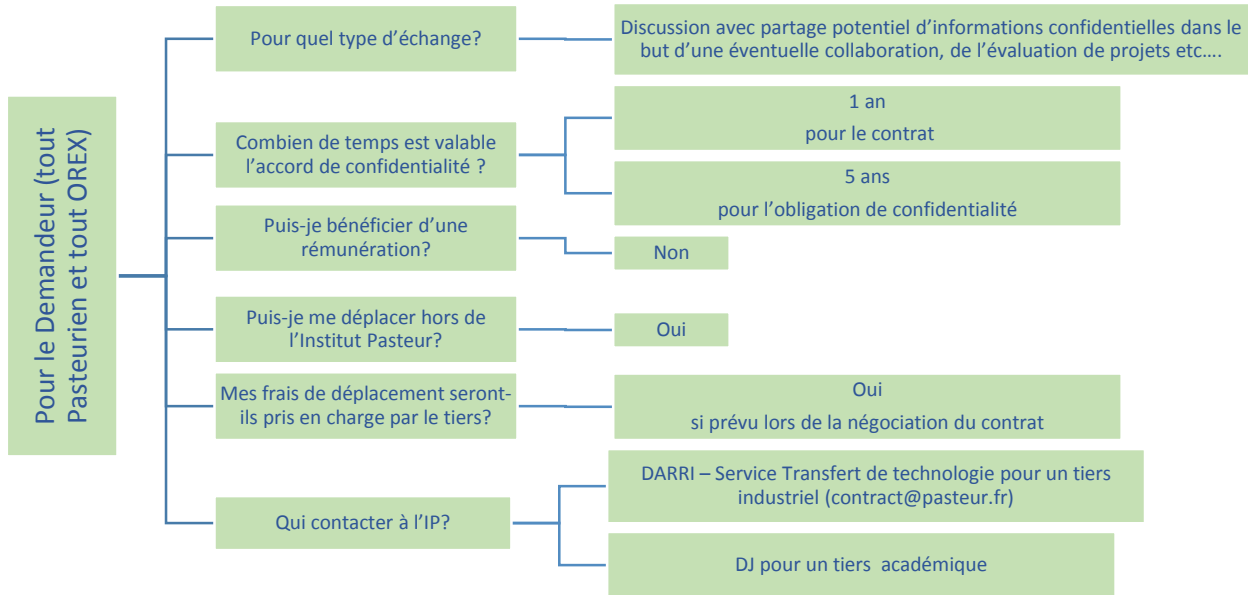 Pour le Demandeur (tout
Pasteurien et tout OREX)
Pour quel type d’échange?
Discussion avec partage potentiel d’informations confidentielles dans le
but d’une éventuelle collaboration, de l’évaluation de projets etc….
Combien de temps est valable
l’accord de confidentialité ?
1 an
pour le contrat
5 ans
pour l’obligation de confidentialité
Puis-je bénéficier d’une
rémunération?
Non
Puis-je me déplacer hors de
l’Institut Pasteur?
Oui
Mes frais de déplacement seront-
ils pris en charge par le tiers?
Oui
si prévu lors de la négociation du contrat
Qui contacter à l’IP?
DARRI – Service Transfert de technologie pour un tiers
industriel (contract@pasteur.fr)
DJ pour un tiers  académique